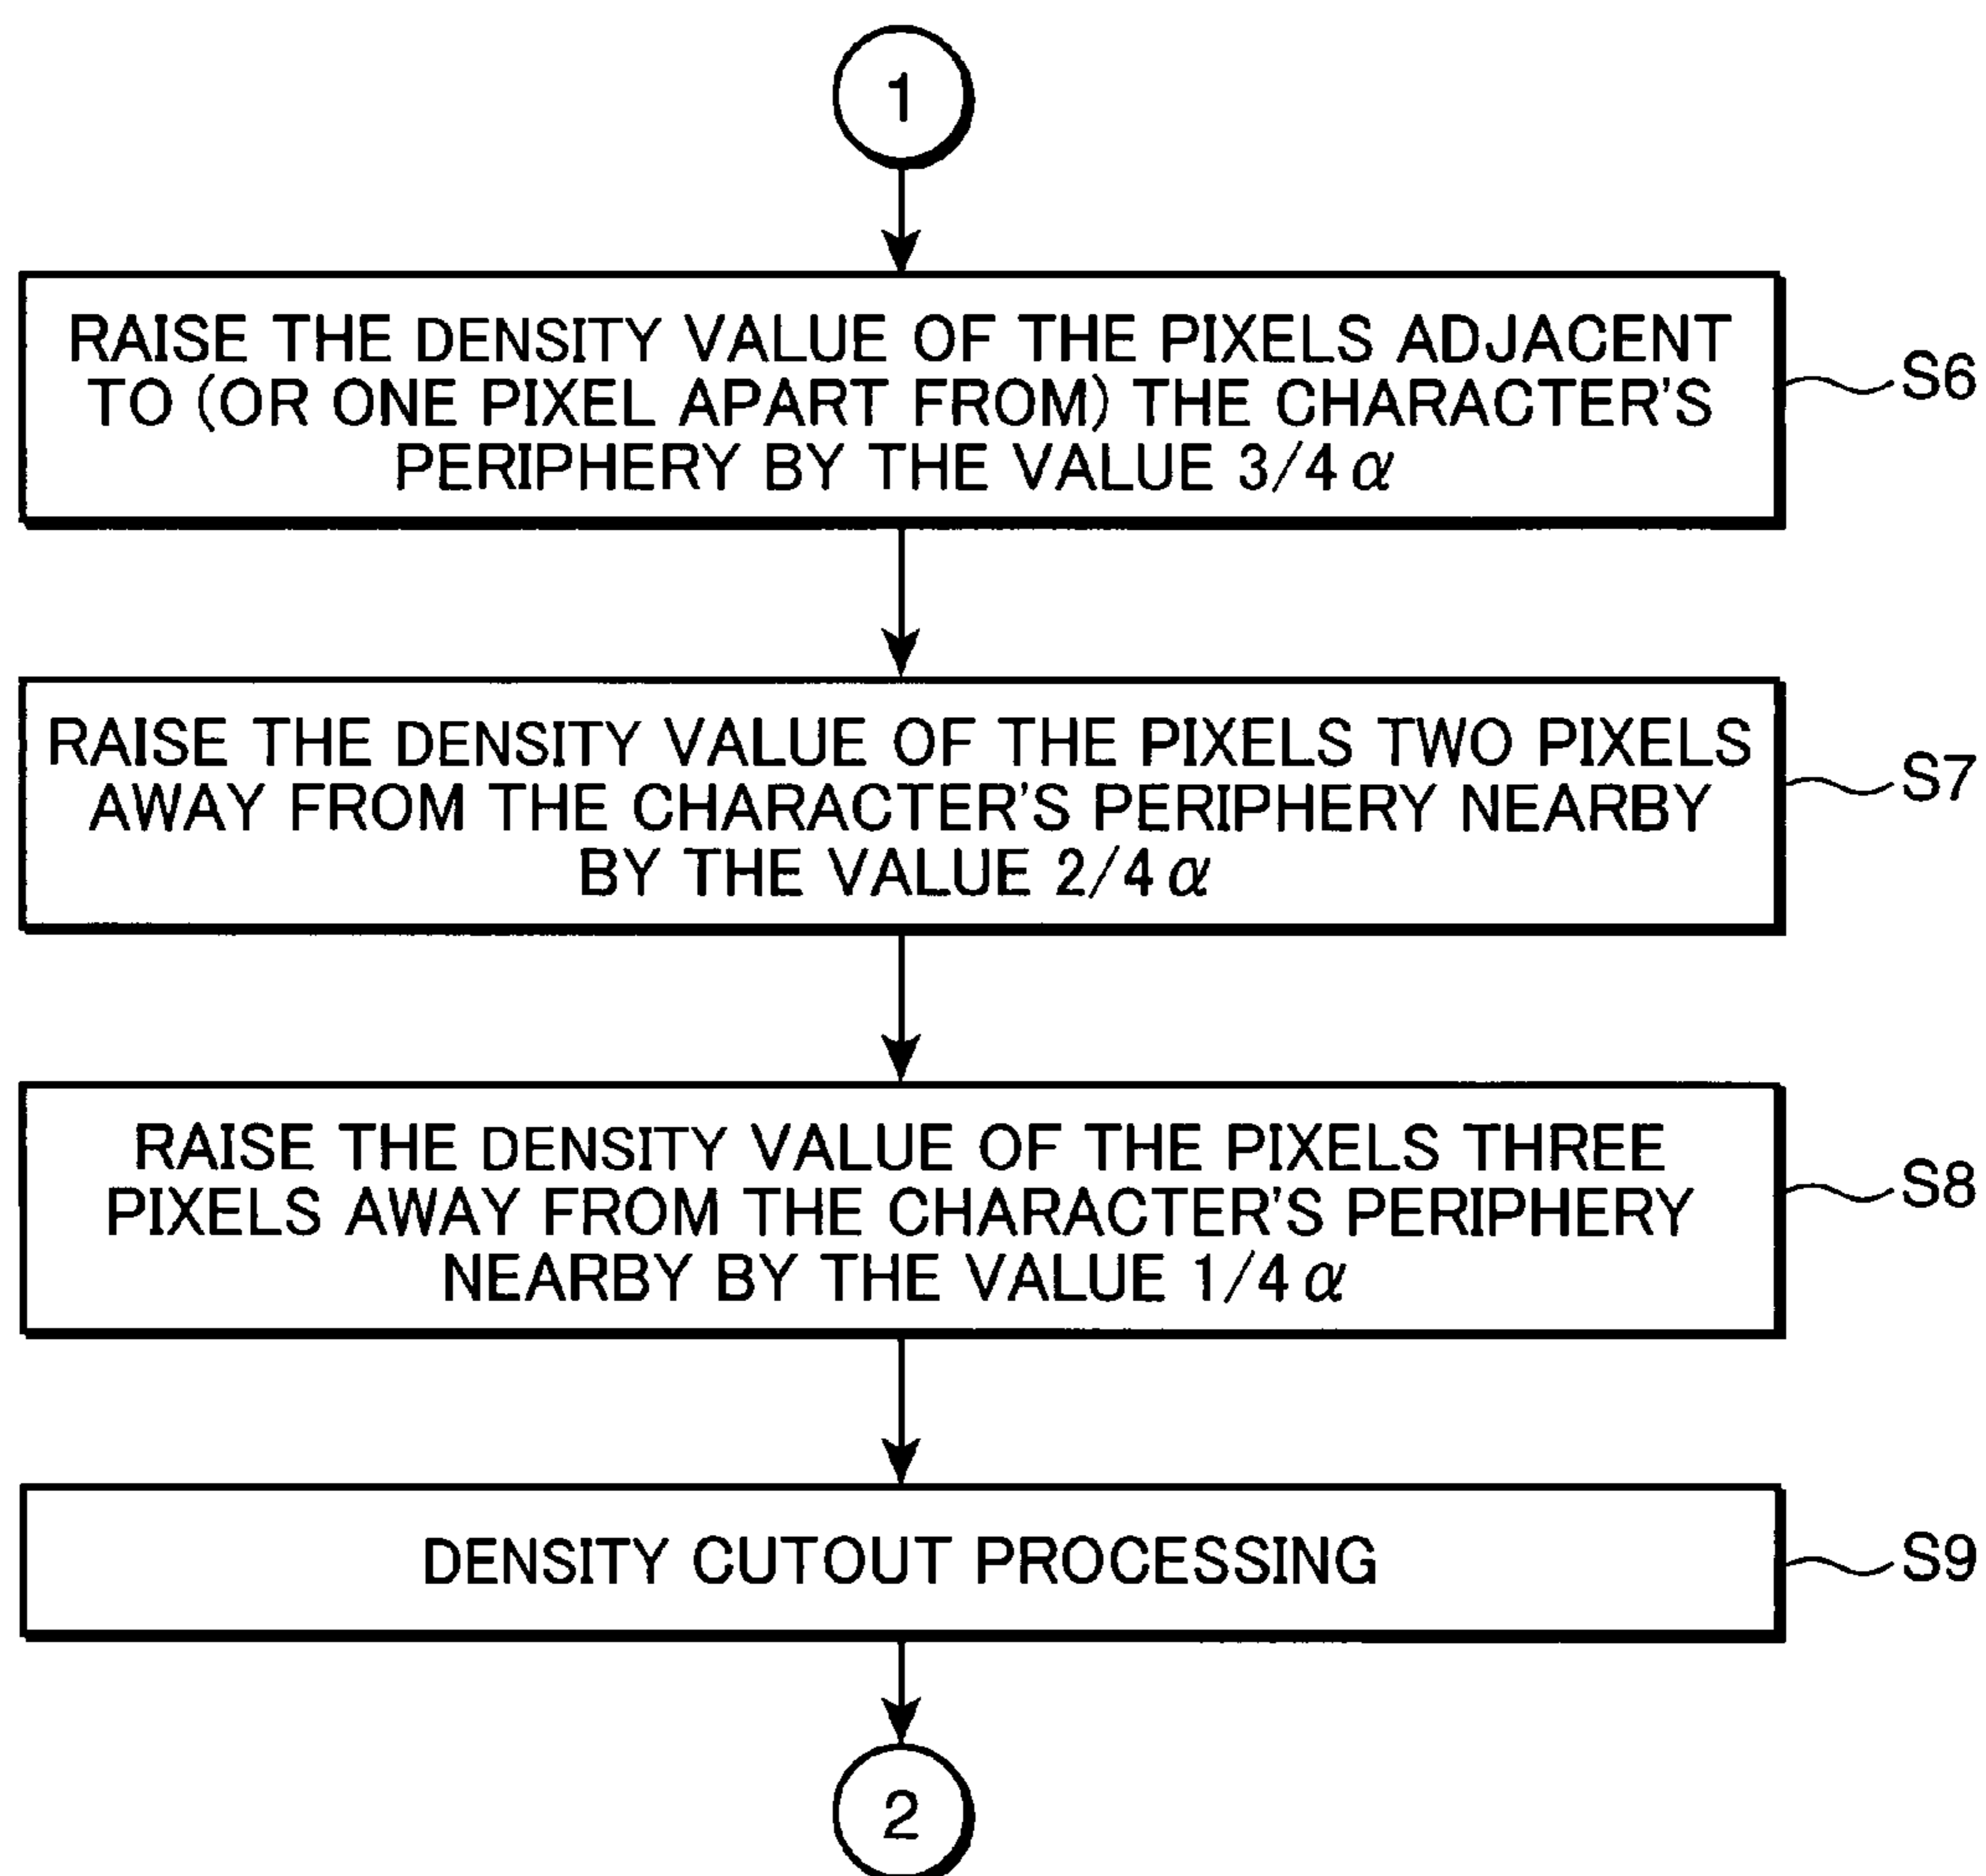 1
RAISE THE DENSITY VALUE OF THE PIXELS ADJACENT
TO (OR ONE PIXEL APART FROM) THE CHARACTER'S
PERIPHERY BY THE VALUE 3/4 α
S6
RAISE THE DENSITY VALUE OF THE PIXELS TWO PIXELS
AWAY FROM THE CHARACTER'S PERIPHERY NEARBY
BY THE VALUE 2/4 α
S7
RAISE THE DENSITY VALUE OF THE PIXELS THREE
PIXELS AWAY FROM THE CHARACTER'S PERIPHERY
NEARBY BY THE VALUE 1/4 α
S8
DENSITY CUTOUT PROCESSING
S9
2